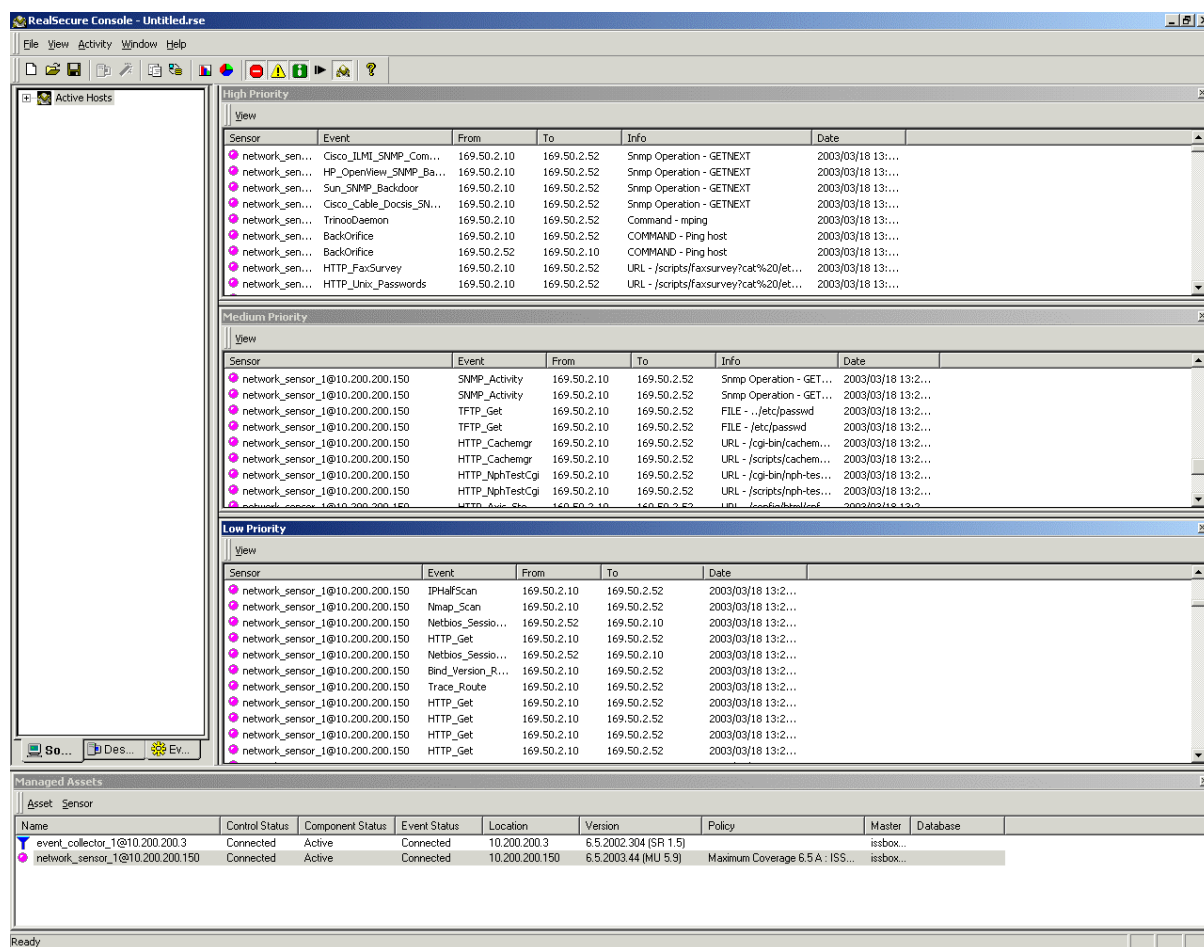 RealSecure Console - Untitled.rse
File View Activity Window Help
Active Hosts
So... Des... Ev...
High Priority
View
Sensor Event From To Info Date
network_sen... Cisco_ILMI_SNMP_Com... 169.50.2.10 169.50.2.52 Snmp Operation - GETNEXT 2003/03/18 13:...
network_sen... HP_OpenView_SNMP_Ba... 169.50.2.10 169.50.2.52 Snmp Operation - GETNEXT 2003/03/18 13:...
network_sen... Sun_SNMP_Backdoor 169.50.2.10 169.50.2.52 Snmp Operation - GETNEXT 2003/03/18 13:...
network_sen... Cisco_Cable_Docsis_SN... 169.50.2.10 169.50.2.52 Snmp Operation - GETNEXT 2003/03/18 13:...
network_sen... TrinooDaemon 169.50.2.10 169.50.2.52 Command - mping 2003/03/18 13:...
network_sen... BackOrifice 169.50.2.10 169.50.2.52 COMMAND - Ping host 2003/03/18 13:...
network_sen... BackOrifice 169.50.2.52 169.50.2.10 COMMAND - Ping host 2003/03/18 13:...
network_sen... HTTP_FaxSurvey 169.50.2.10 169.50.2.52 URL - /scripts/faxsurvey?cat%20/et... 2003/03/18 13:...
network_sen... HTTP_Unix_Passwords 169.50.2.10 169.50.2.52 URL - /scripts/faxsurvey?cat%20/et... 2003/03/18 13:...
Medium Priority
View
Sensor Event From To Info Date
network_sensor_1@10.200.200.150 SNMP_Activity 169.50.2.10 169.50.2.52 Snmp Operation - GET... 2003/03/18 13:2...
network_sensor_1@10.200.200.150 SNMP_Activity 169.50.2.10 169.50.2.52 Snmp Operation - GET... 2003/03/18 13:2...
network_sensor_1@10.200.200.150 TFTP_Get 169.50.2.10 169.50.2.52 FILE - ../etc/passwd 2003/03/18 13:2...
network_sensor_1@10.200.200.150 TFTP_Get 169.50.2.10 169.50.2.52 FILE - /etc/passwd 2003/03/18 13:2...
network_sensor_1@10.200.200.150 HTTP_Cachemgr 169.50.2.10 169.50.2.52 URL - /cgi-bin/cachem... 2003/03/18 13:2...
network_sensor_1@10.200.200.150 HTTP_Cachemgr 169.50.2.10 169.50.2.52 URL - /scripts/cachem... 2003/03/18 13:2...
network_sensor_1@10.200.200.150 HTTP_NphTestCgi 169.50.2.10 169.50.2.52 URL - /cgi-bin/nph-tes... 2003/03/18 13:2...
network_sensor_1@10.200.200.150 HTTP_NphTestCgi 169.50.2.10 169.50.2.52 URL - /scripts/nph-tes... 2003/03/18 13:2...
Low Priority
View
Sensor Event From To Date
network_sensor_1@10.200.200.150 IPHalfScan 169.50.2.10 169.50.2.52 2003/03/18 13:2...
network_sensor_1@10.200.200.150 Nmap_Scan 169.50.2.10 169.50.2.52 2003/03/18 13:2...
network_sensor_1@10.200.200.150 Netbios_Sessio... 169.50.2.52 169.50.2.10 2003/03/18 13:2...
network_sensor_1@10.200.200.150 HTTP_Get 169.50.2.10 169.50.2.52 2003/03/18 13:2...
network_sensor_1@10.200.200.150 Netbios_Sessio... 169.50.2.52 169.50.2.10 2003/03/18 13:2...
network_sensor_1@10.200.200.150 Bind_Version_R... 169.50.2.10 169.50.2.52 2003/03/18 13:2...
network_sensor_1@10.200.200.150 Trace_Route 169.50.2.10 169.50.2.52 2003/03/18 13:2...
network_sensor_1@10.200.200.150 HTTP_Get 169.50.2.10 169.50.2.52 2003/03/18 13:2...
network_sensor_1@10.200.200.150 HTTP_Get 169.50.2.10 169.50.2.52 2003/03/18 13:2...
network_sensor_1@10.200.200.150 HTTP_Get 169.50.2.10 169.50.2.52 2003/03/18 13:2...
network_sensor_1@10.200.200.150 HTTP_Get 169.50.2.10 169.50.2.52 2003/03/18 13:2...
Managed Assets
Asset Sensor
Name Control Status Component Status Event Status Location Version Policy Master Database
event_collector_1@10.200.200.3 Connected Active Connected 10.200.200.3 6.5.2002.304 (SR 1.5) issbox...
network_sensor_1@10.200.200.150 Connected Active Connected 10.200.200.150 6.5.2003.44 (MU 5.9) Maximum Coverage 6.5 A : ISS... issbox...
Ready